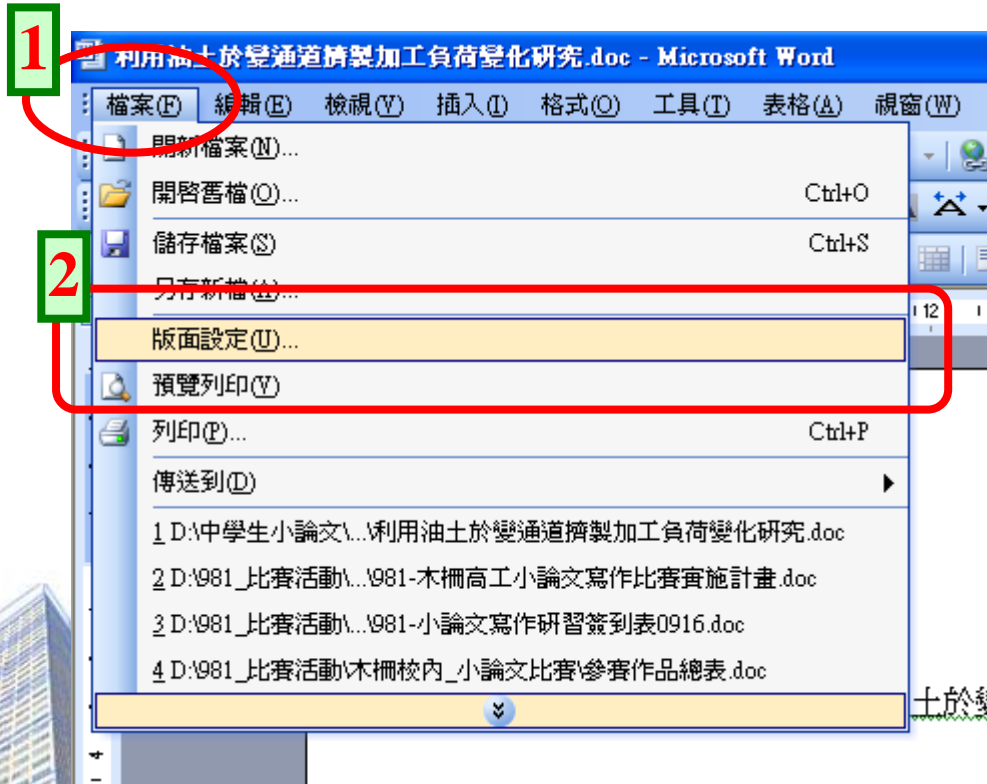 1
利用油土於變通道擠製加工負荷變化研究.doc - Microsoft Word
檔案(F) 編輯(E) 檢視(V) 插入(I) 格式(O) 工具(T) 表格(A) 視窗(W)
開新檔案(N)...
開啓舊檔(O)... Ctrl+O
儲存檔案(S) Ctrl+S
2
另存新檔(A)...
12
版面設定(U)...
預覽列印(V)
列印(P)... Ctrl+P
傳送到(D)
1 D:\中學生小論文\...\利用油土於變通道擠製加工負荷變化研究.doc
2 D:\981_比賽活動\...\981-木柵高工小論文寫作比賽實施計畫.doc
3 D:\981_比賽活動\...\981-小論文寫作研習簽到表0916.doc
4 D:\981_比賽活動\木柵校內_小論文比賽\參賽作品總表.doc
土於變
4